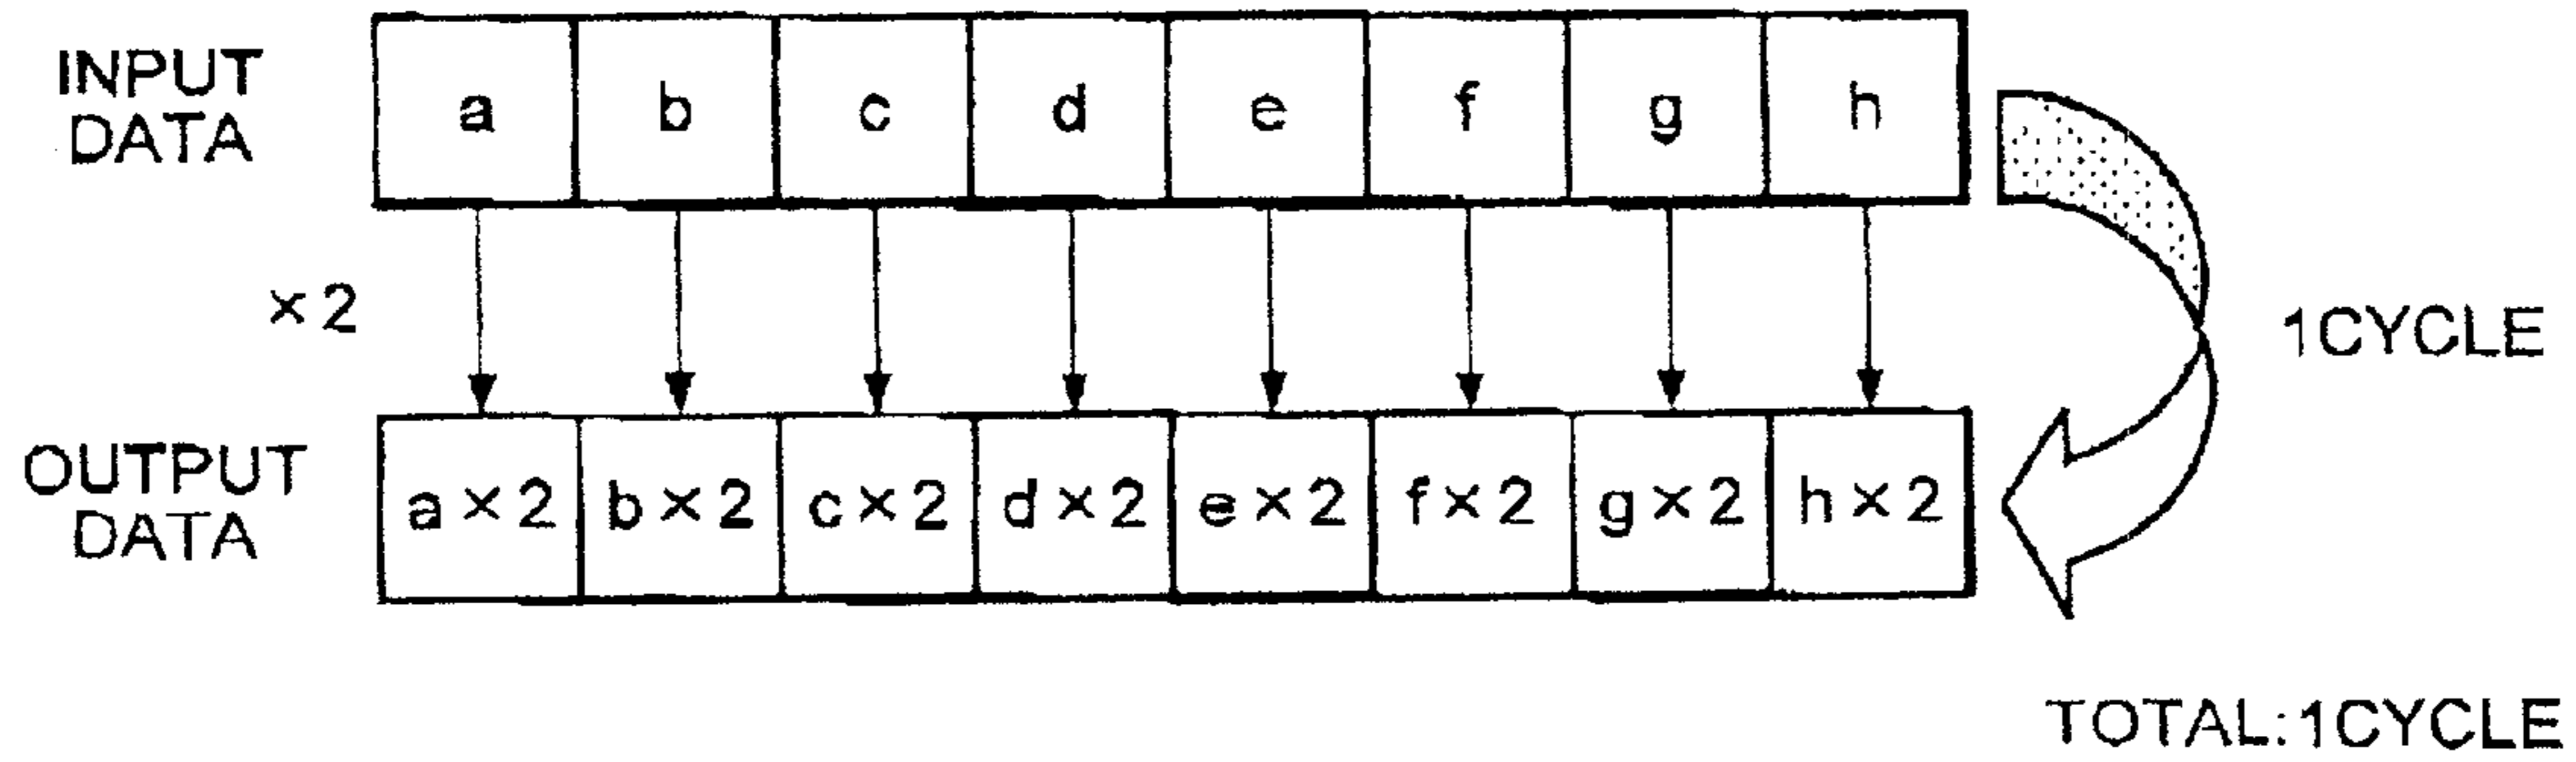 INPUT
DATA
a b c d e f g h
×2
1CYCLE
OUTPUT
DATA
a×2 b×2 c×2 d×2 e×2 f×2 g×2 h×2
TOTAL:1CYCLE